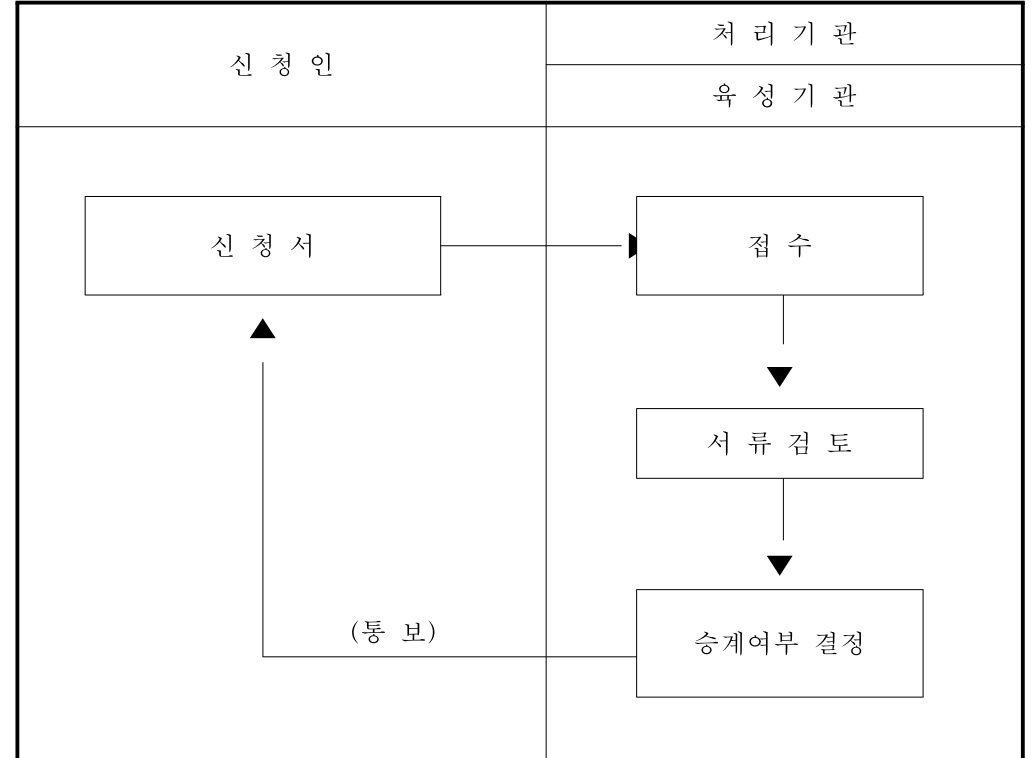 신 청 인
처 리 기 관
육 성 기 관
신 청 서
접 수
서 류 검 토
승계여부 결정
(통 보)